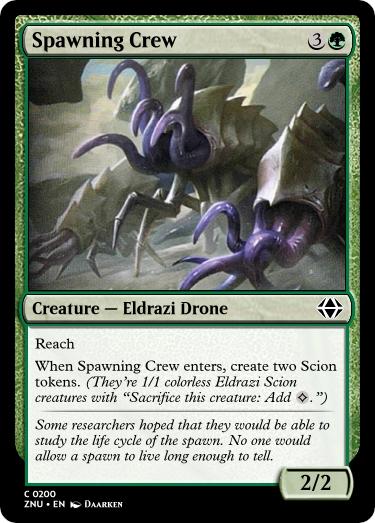 Spawning Crew 3
Creature — Eldrazi Drone
Reach
When Spawning Crew enters, create two Scion
tokens. (They're 1/1 colorless Eldrazi Scion
creatures with “Sacrifice this creature: Add .”)
Some researchers hoped that they would be able to
study the life cycle of the spawn. No one would
allow a spawn to live long enough to tell.
2/2
C 0200
ZNU • EN Daarken